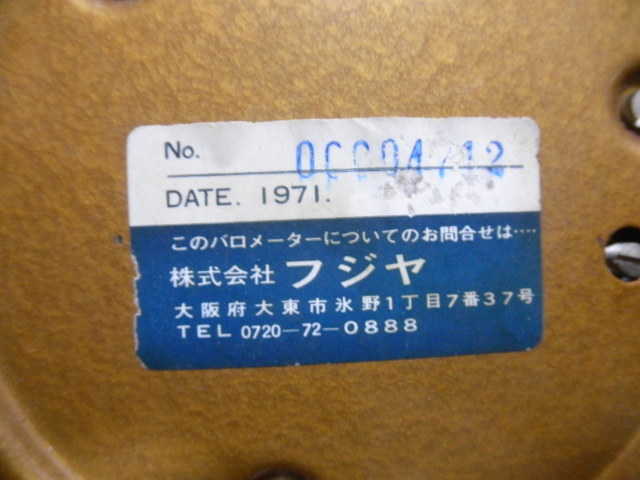 No.
DATE. 1971.
このバロメーターについてのお問合せは‥‥
株式会社 フジヤ
大阪府大東市氷野1丁目7番37号
TEL 0720-72-0888